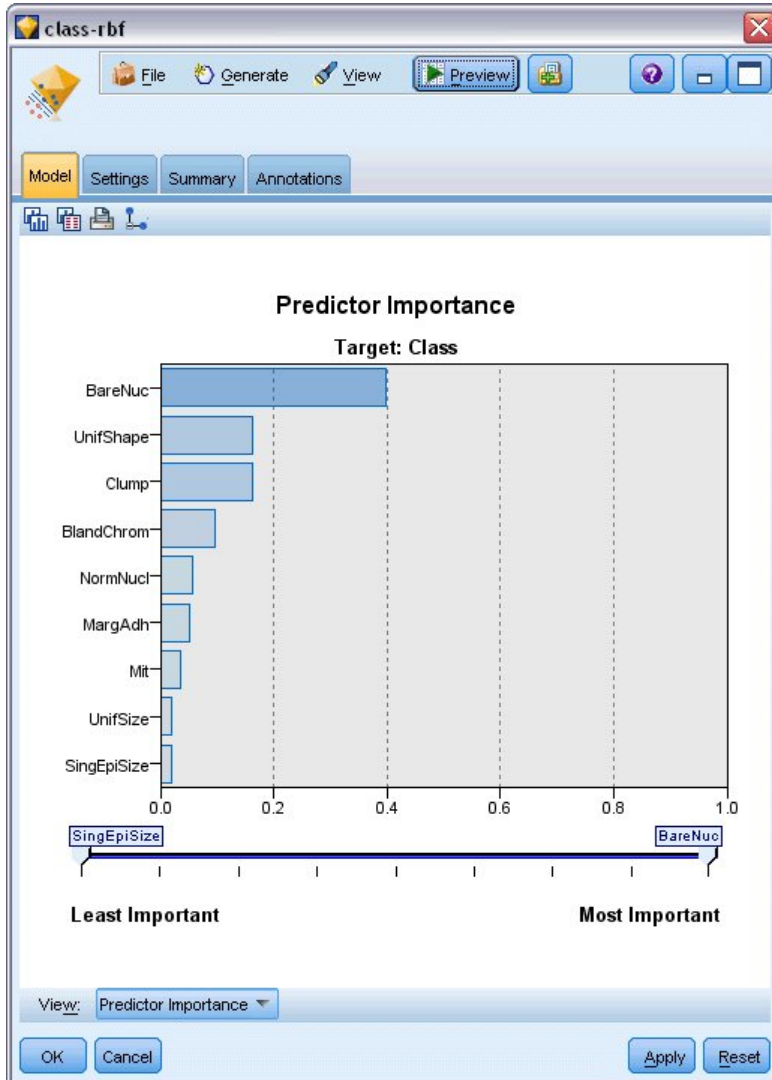 class-rbf
File Generate View Preview
Model Settings Summary Annotations
Predictor Importance
Target: Class
BareNuc
UnifShape
Clump
BlandChrom
NormNucl
MargAdh
Mit
UnifSize
SingEpiSize
0.0 0.2 0.4 0.6 0.8 1.0
SingEpiSize BareNuc
Least Important Most Important
View: Predictor Importance
OK Cancel Apply Reset